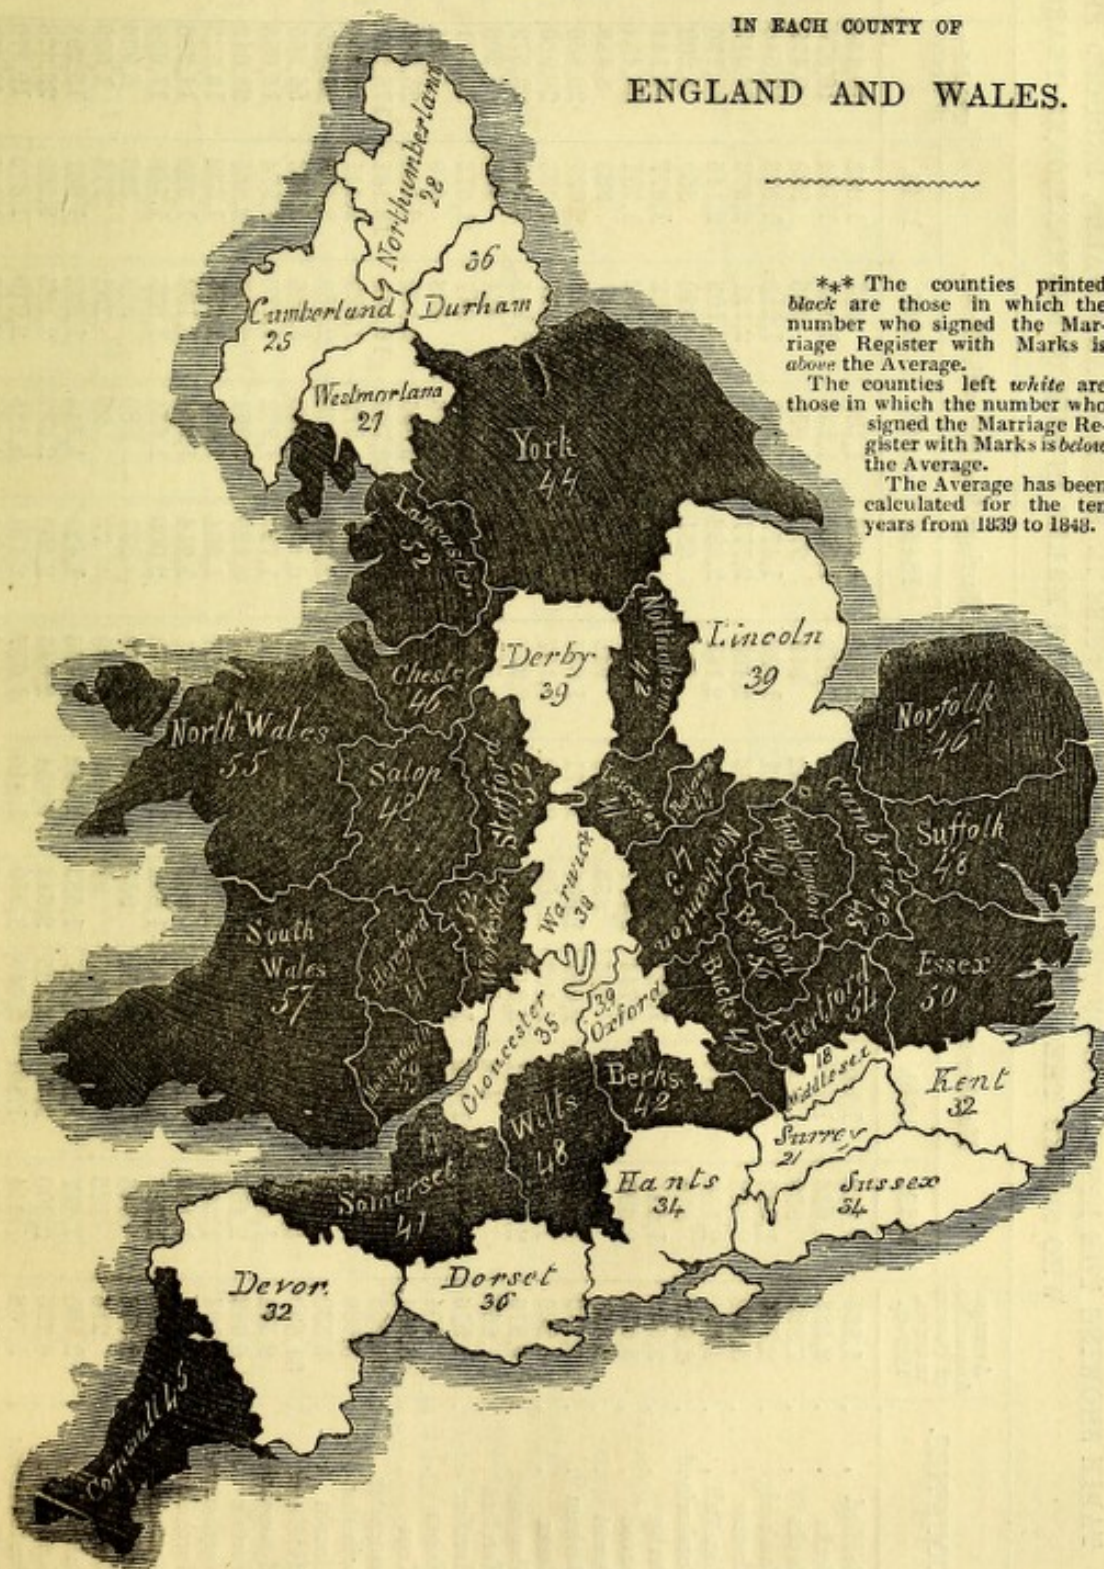 IN EACH COUNTY OF
ENGLAND AND WALES.
*** The counties printed
black are those in which the
number who signed the Mar-
riage Register with Marks is
above the Average.
The counties left white are
those in which the number who
signed the Marriage Re-
gister with Marks is below
the Average.
The Average has been
calculated for the ten
years from 1839 to 1848.
Northumberland
28
36
Durham
Cumberland
25
Westmorland
York
44
Lancaster
52
Derby
39
Lincoln
39
42
Cheste
46
North Wales
55
Salop
48
Stafford
Leicester
41
Norfolk
46
Suffolk
48
Cambridge
45
Huntingdon
Northampton
Bedford
Warwick
38
Worcester
52
Hereford
41
South
Wales
57
Monmouth
59
Gloucester
35
39
Oxford
Bucks
Hertford
54
Essex
50
18
Middlesex
Kent
32
Berks
42
Wilts
48
Surrey
21
Sussex
34
Hants
34
Somerset
41
Devor.
32
Dorset
36
Cornwall 45